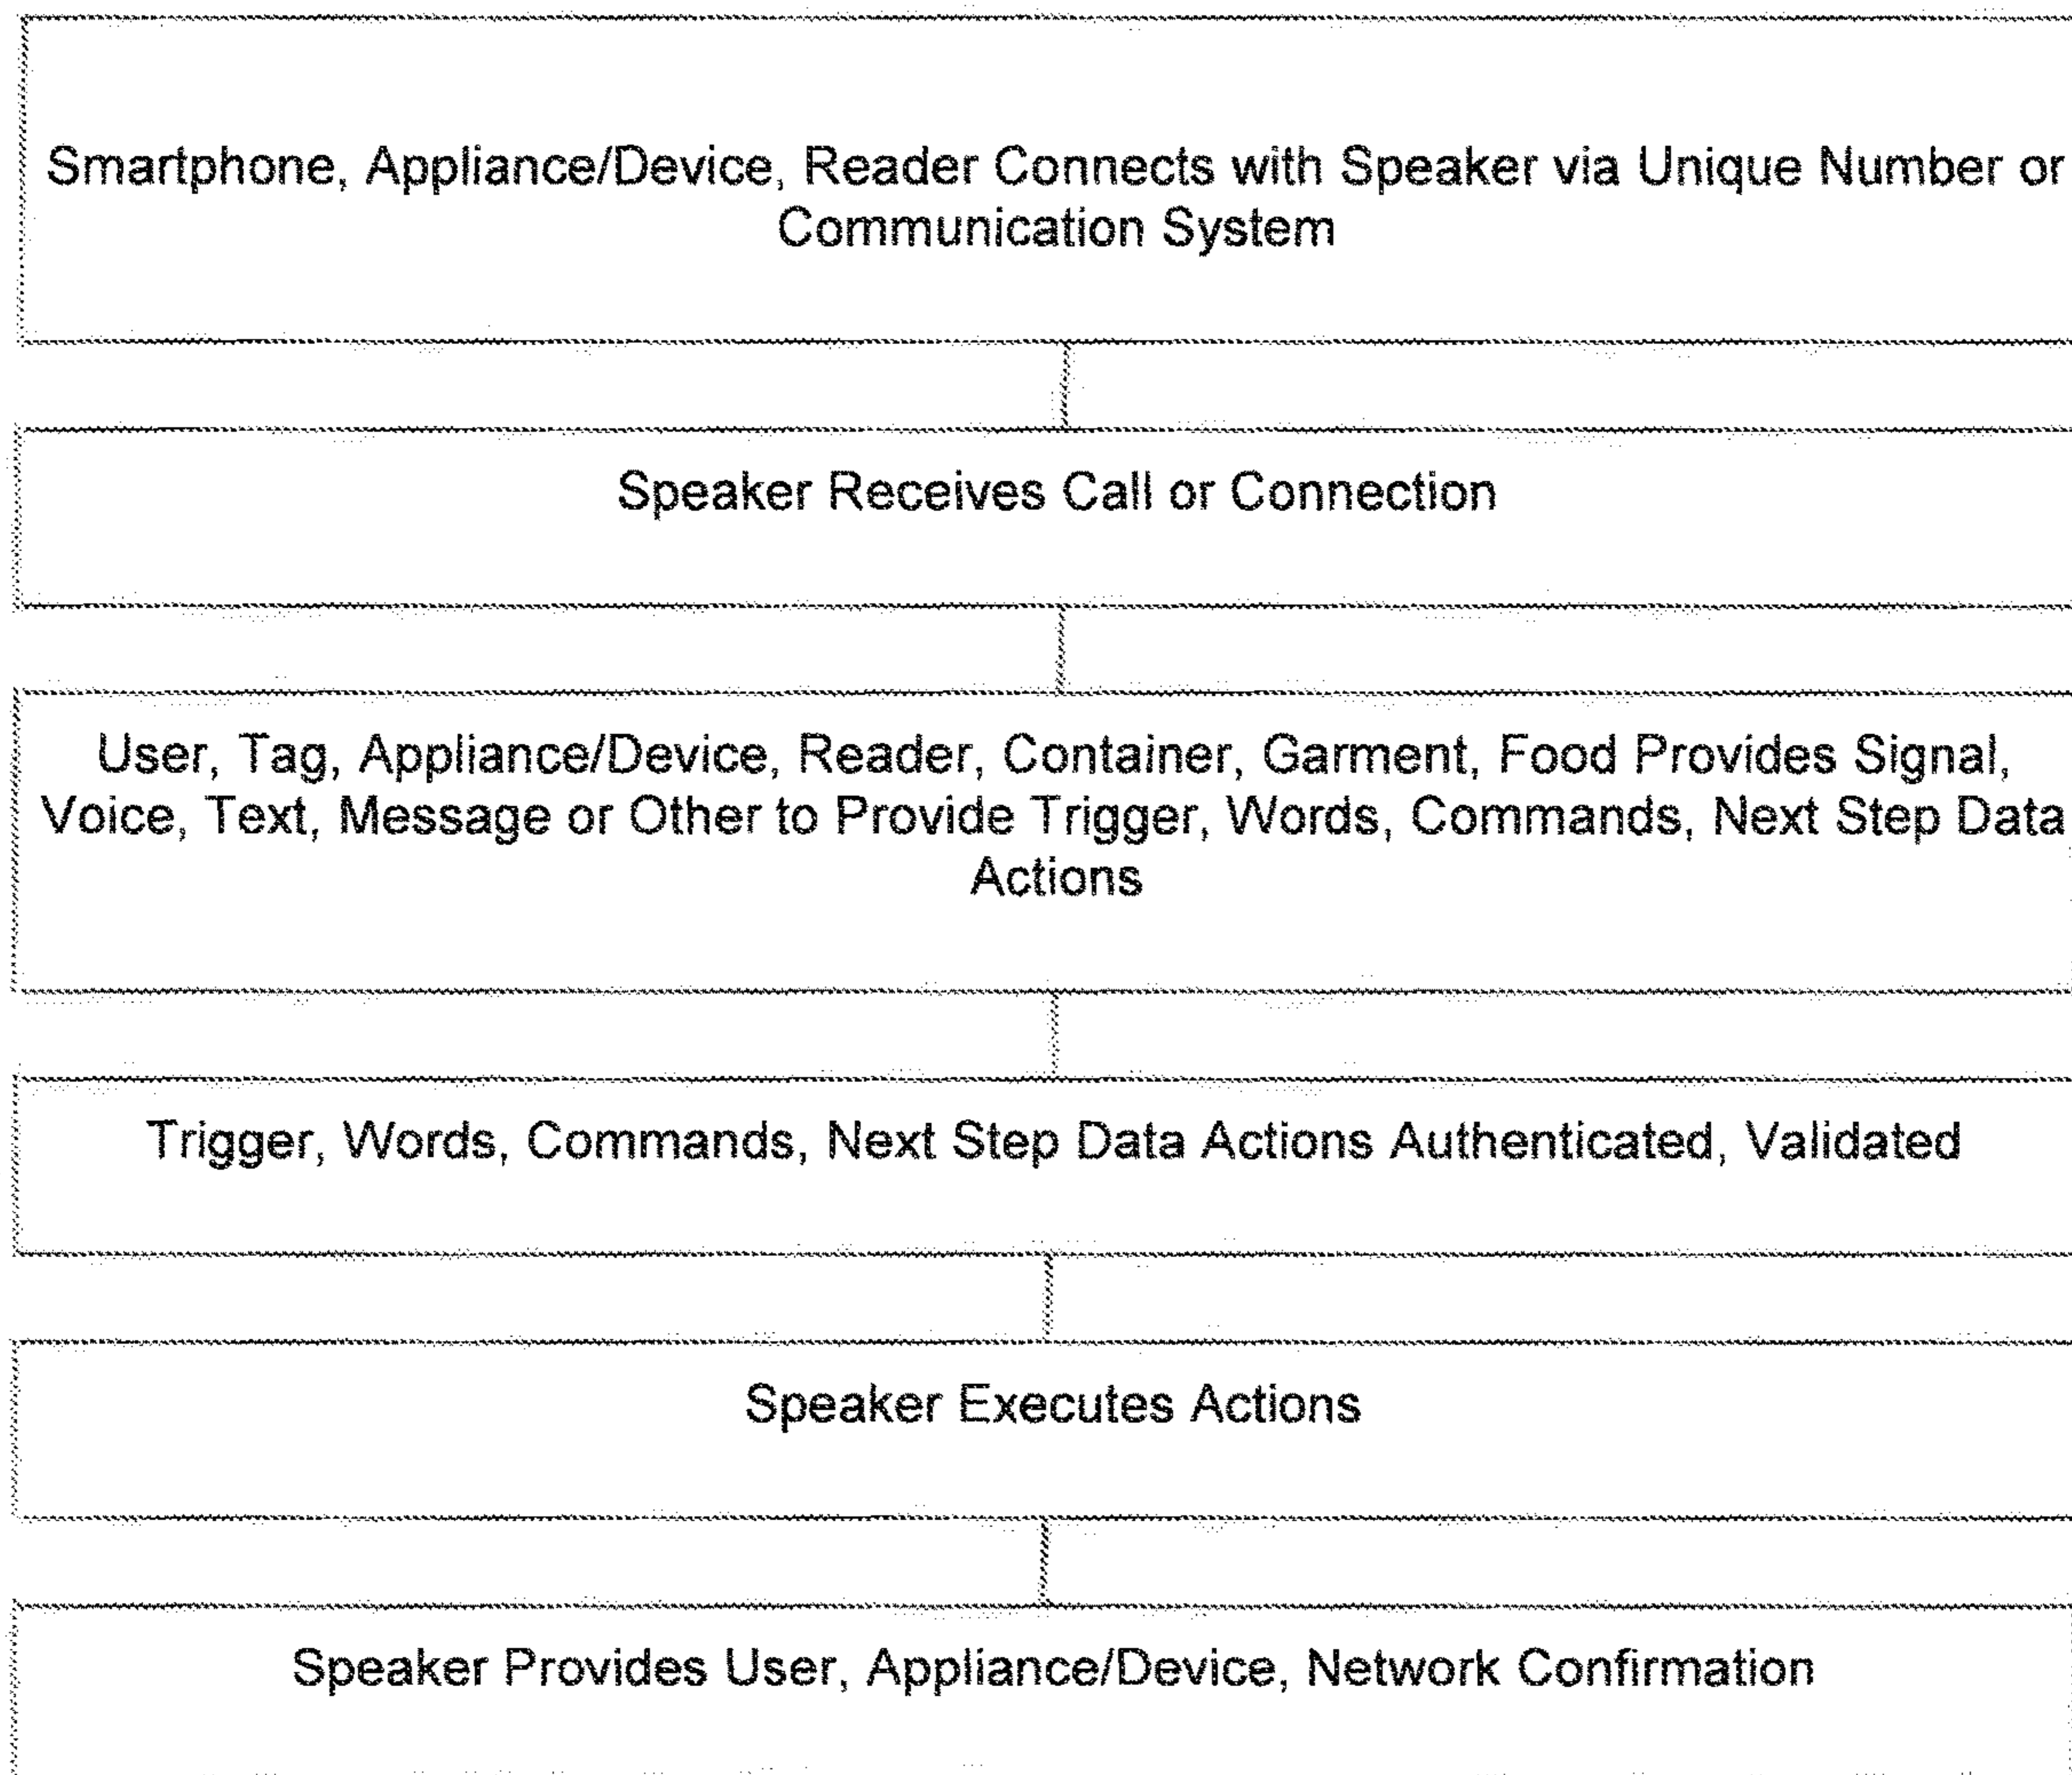 Smartphone, Appliance/Device, Reader Connects with Speaker via Unique Number or
Communication System
Speaker Receives Call or Connection
User, Tag, Appliance/Device, Reader, Container, Garment, Food Provides Signal,
Voice, Text, Message or Other to Provide Trigger, Words, Commands, Next Step Data
Actions
Trigger, Words, Commands, Next Step Data Actions Authenticated, Validated
Speaker Executes Actions
Speaker Provides User, Appliance/Device, Network Confirmation